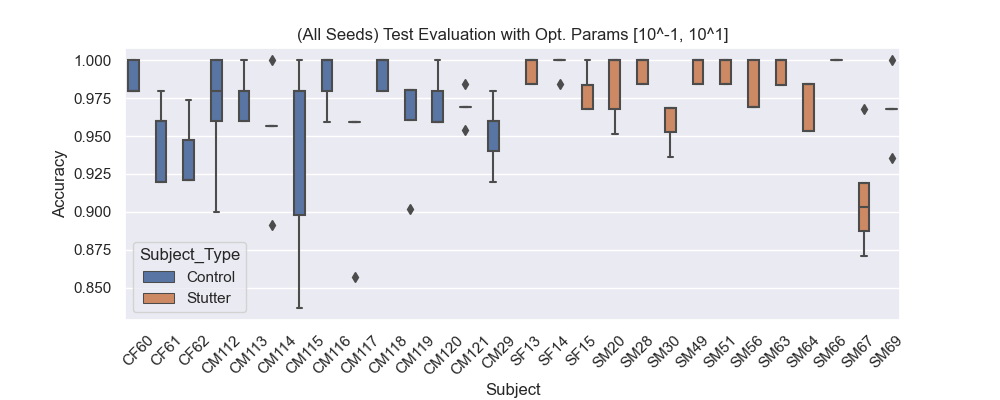 (All Seeds) Test Evaluation with Opt. Params [10^-1, 10^1]
Accuracy
1.000
0.975
0.950
0.925
0.900
0.875
0.850
Subject_Type
Control
Stutter
CF60
CF61
CF62
CM112
CM113
CM114
CM115
CM116
CM117
CM118
CM119
CM120
CM121
CM29
SF13
SF14
SF15
SM20
SM28
SM30
SM49
SM51
SM56
SM63
SM64
SM66
SM67
SM69
Subject